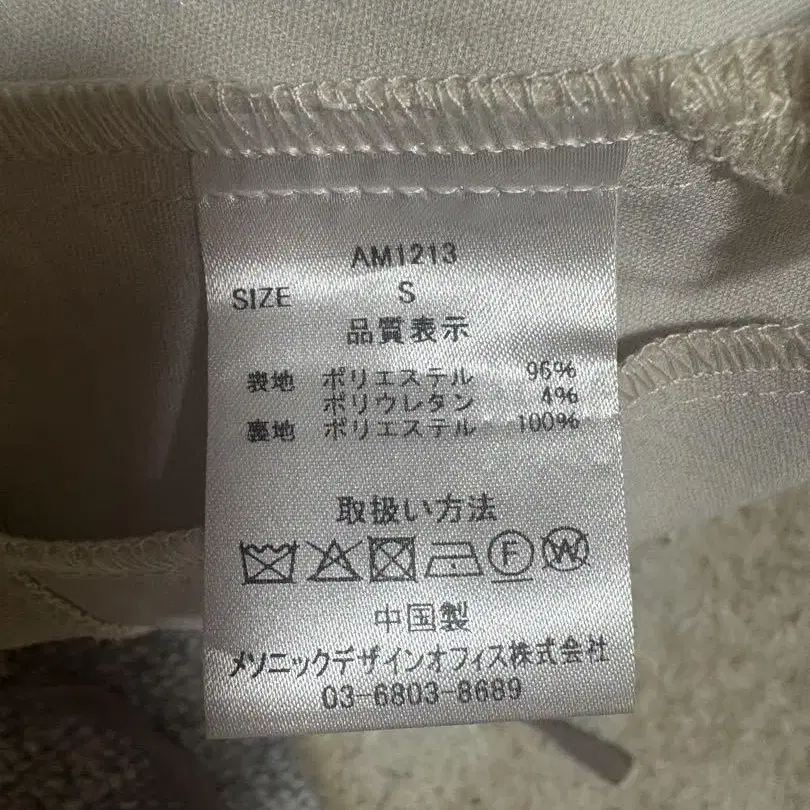 AM1213
SIZE S
品質表示
表地 ポリエステル 96%
ポリウレタン 4%
裏地 ポリエステル 100%
取扱い方法
F W
中国製
メソニックデザインオフィス株式会社
03-6803-8689